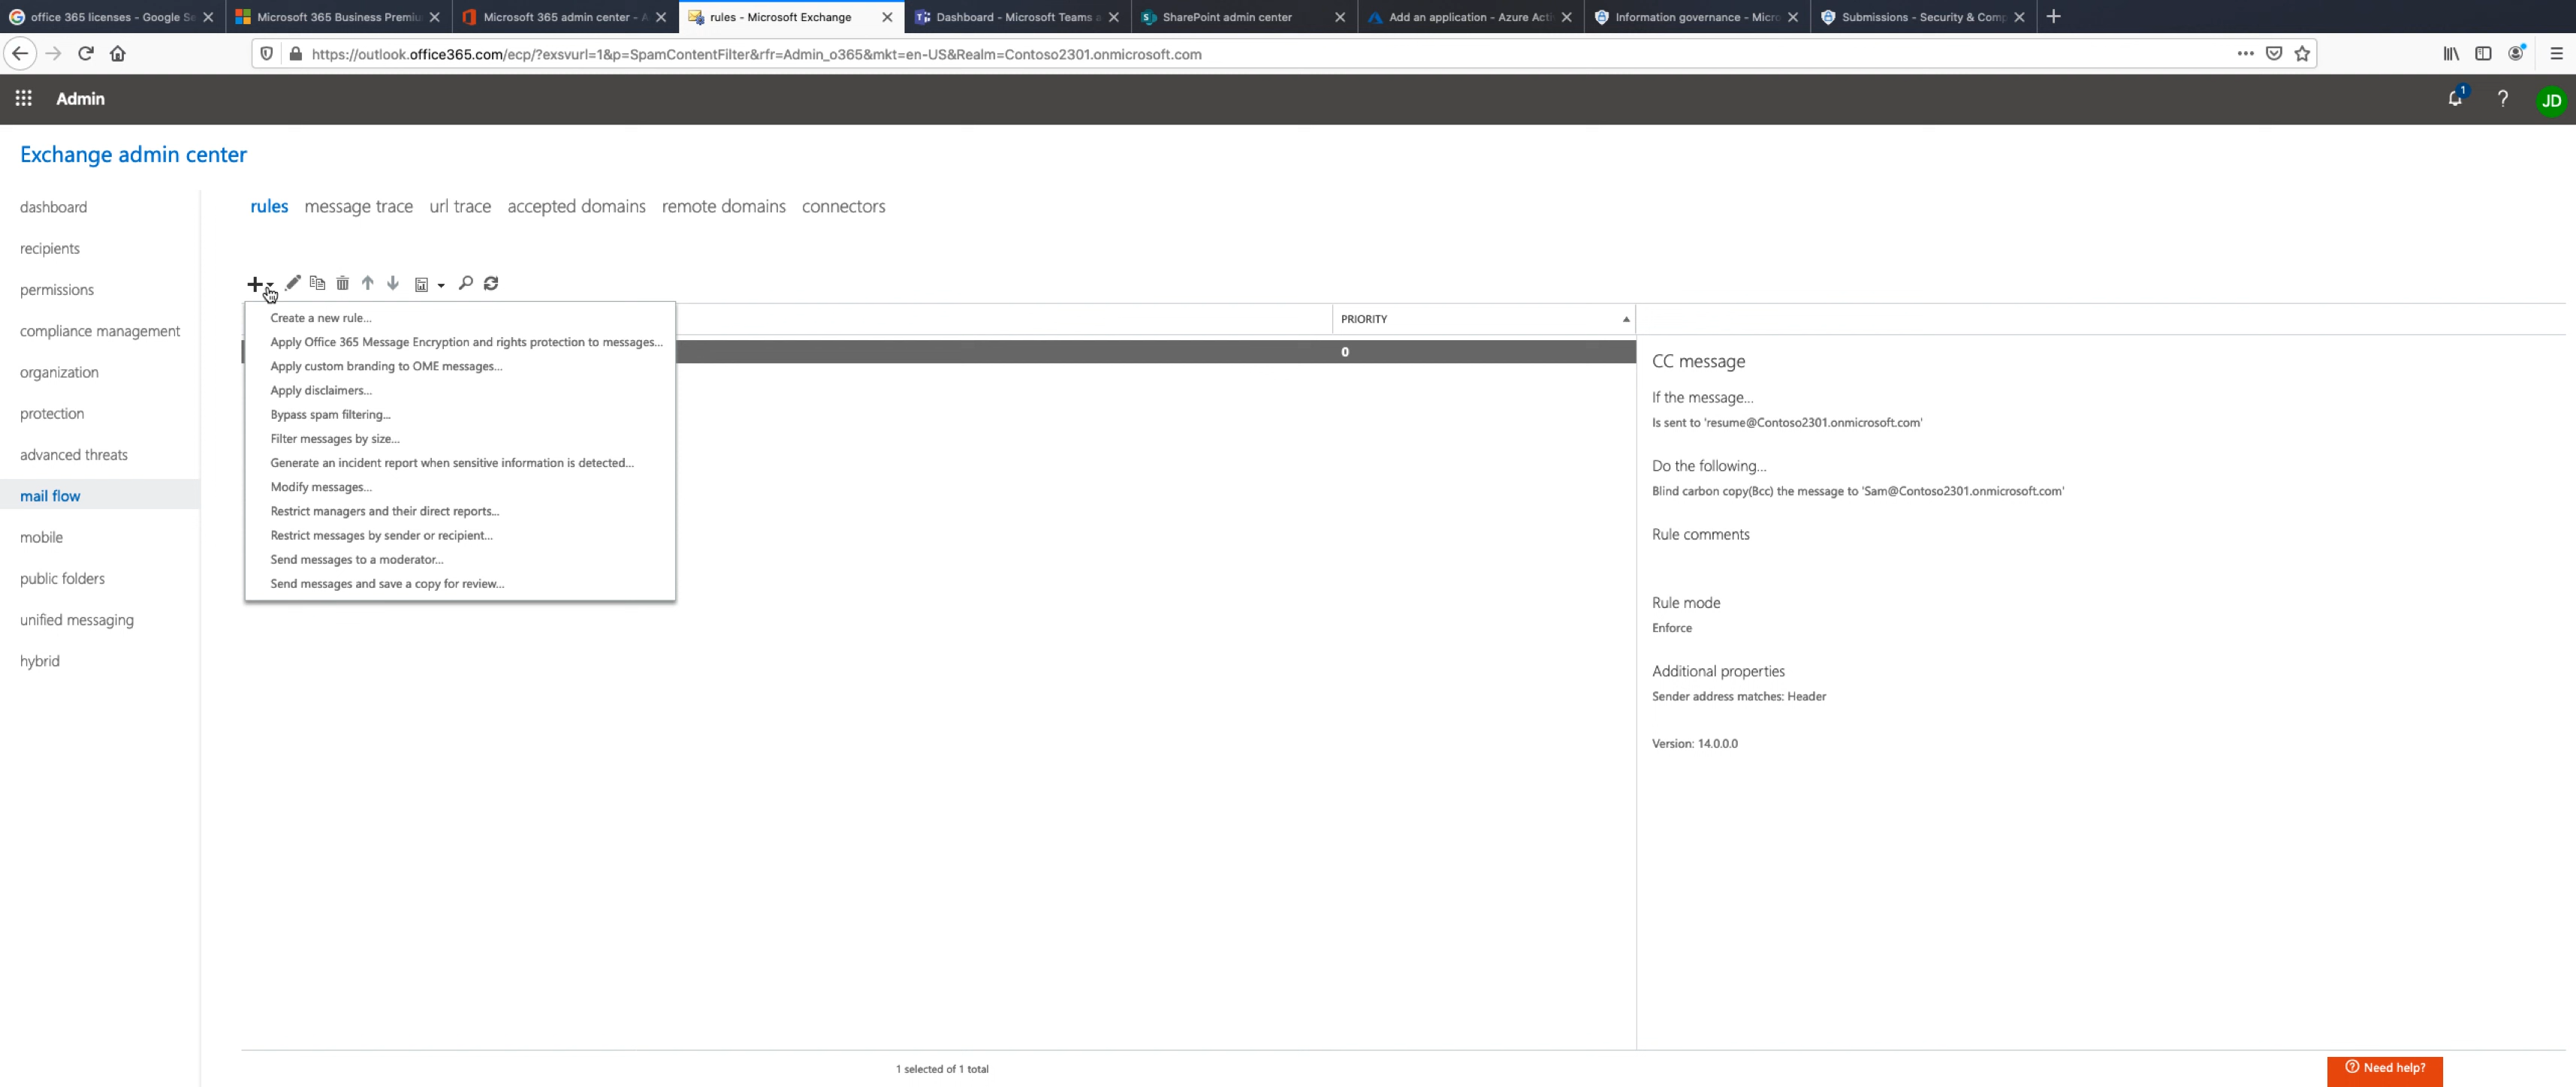 office 365 licenses - Google Se
Microsoft 365 Business Premiu
Microsoft 365 admin center - A
rules - Microsoft Exchange
Dashboard - Microsoft Teams a
SharePoint admin center
Add an application - Azure Acti
Information governance - Micro
Submissions - Security & Comp
https://outlook.office365.com/ecp/?exsvurl=1&p=SpamContentFilter&rfr=Admin_o365&mkt=en-US&Realm=Contoso2301.onmicrosoft.com
Admin
1
?
JD
Exchange admin center
dashboard
recipients
permissions
compliance management
organization
protection
advanced threats
mail flow
mobile
public folders
unified messaging
hybrid
rules message trace url trace accepted domains remote domains connectors
Create a new rule...
Apply Office 365 Message Encryption and rights protection to messages...
Apply custom branding to OME messages...
Apply disclaimers...
Bypass spam filtering...
Filter messages by size...
Generate an incident report when sensitive information is detected...
Modify messages...
Restrict managers and their direct reports...
Restrict messages by sender or recipient...
Send messages to a moderator...
Send messages and save a copy for review...
PRIORITY
0
CC message
If the message...
Is sent to 'resume@Contoso2301.onmicrosoft.com'
Do the following...
Blind carbon copy(Bcc) the message to 'Sam@Contoso2301.onmicrosoft.com'
Rule comments
Rule mode
Enforce
Additional properties
Sender address matches: Header
Version: 14.0.0.0
1 selected of 1 total
Need help?